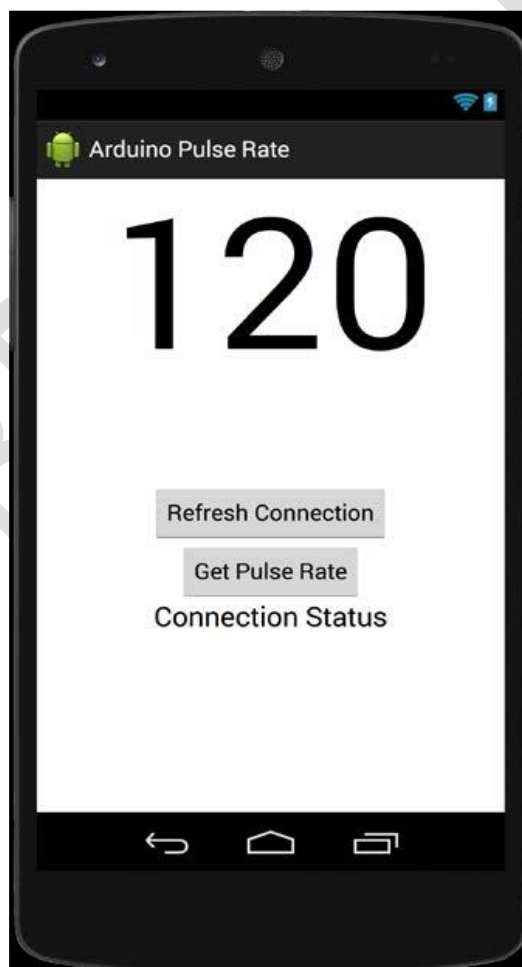 Arduino Pulse Rate
120
Refresh Connection
Get Pulse Rate
Connection Status